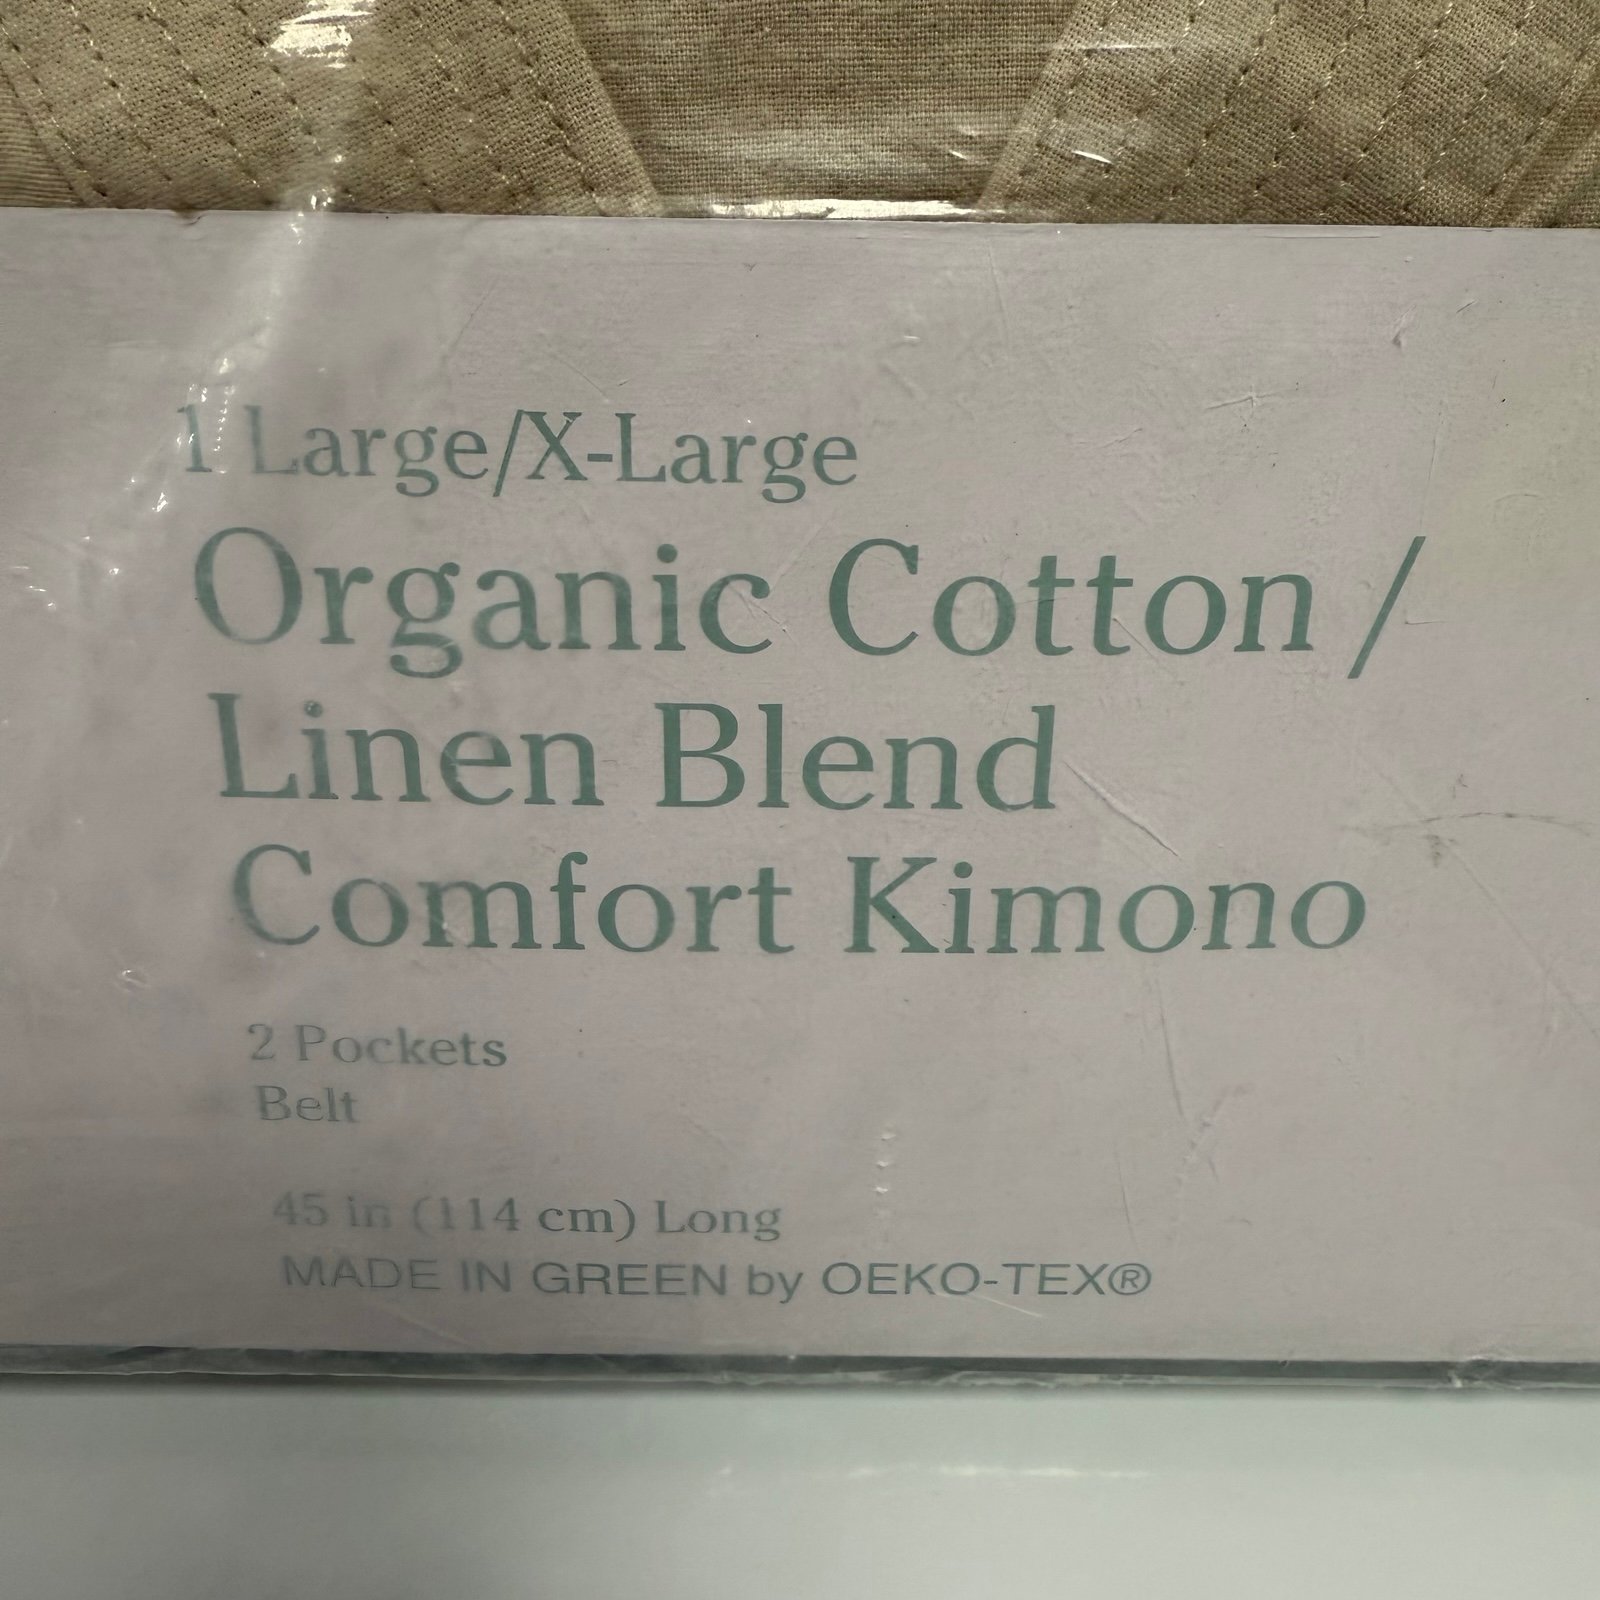 1 Large/X-Large
Organic Cotton /
Linen Blend
Comfort Kimono
2 Pockets
Belt
45 in (114 cm) Long
MADE IN GREEN by OEKO-TEX®